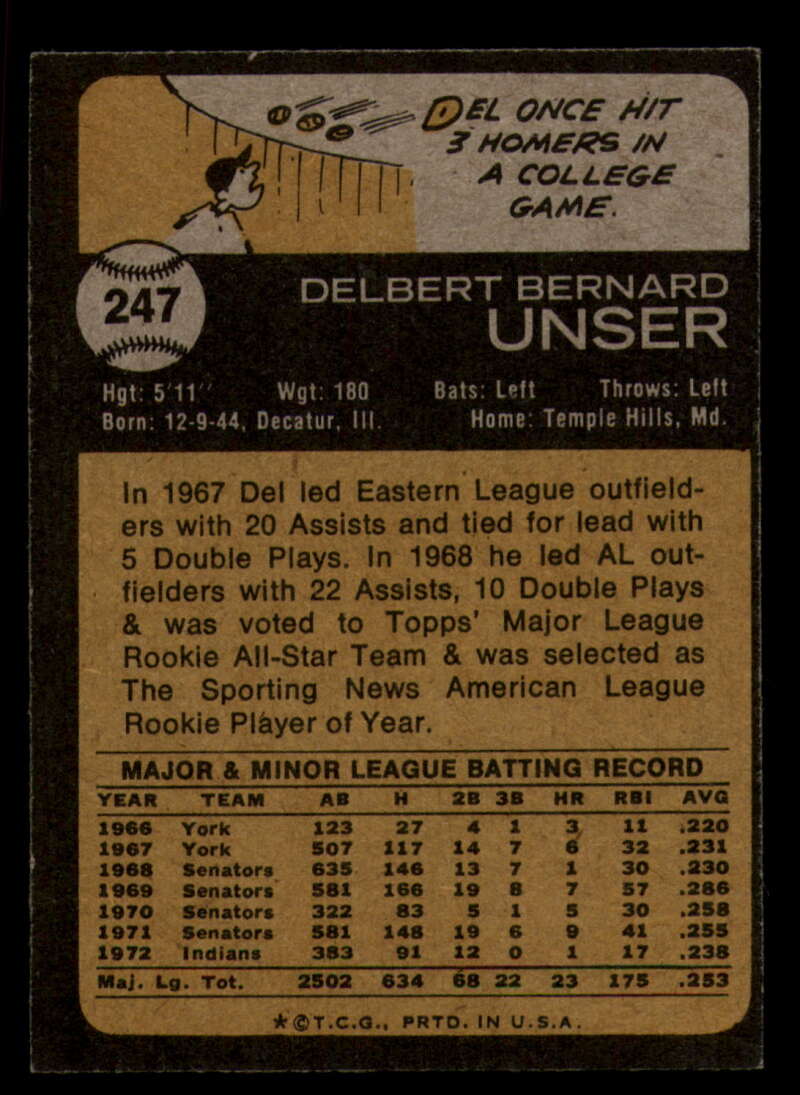 DEL ONCE HIT
3 HOMERS IN
A COLLEGE
GAME.
247
DELBERT BERNARD
UNSER
Hgt: 5'11" Wgt: 180 Bats: Left Throws: Left
Born: 12-9-44, Decatur, Ill. Home: Temple Hills, Md.
In 1967 Del led Eastern League outfield-
ers with 20 Assists and tied for lead with
5 Double Plays. In 1968 he led AL out-
fielders with 22 Assists, 10 Double Plays
& was voted to Topps' Major League
Rookie All-Star Team & was selected as
The Sporting News American League
Rookie Player of Year.
MAJOR & MINOR LEAGUE BATTING RECORD
YEAR TEAM AB H 2B 3B HR RBI AVG
1966 York 123 27 4 1 3 11 .220
1967 York 507 117 14 7 6 32 .231
1968 Senators 635 146 13 7 1 30 .230
1969 Senators 581 166 19 8 7 57 .286
1970 Senators 322 83 5 1 5 30 .258
1971 Senators 581 148 19 6 9 41 .255
1972 Indians 383 91 12 0 1 17 .238
Maj. Lg. Tot. 2502 634 68 22 23 175 .253
★©T.C.G., PRTD. IN U.S.A.